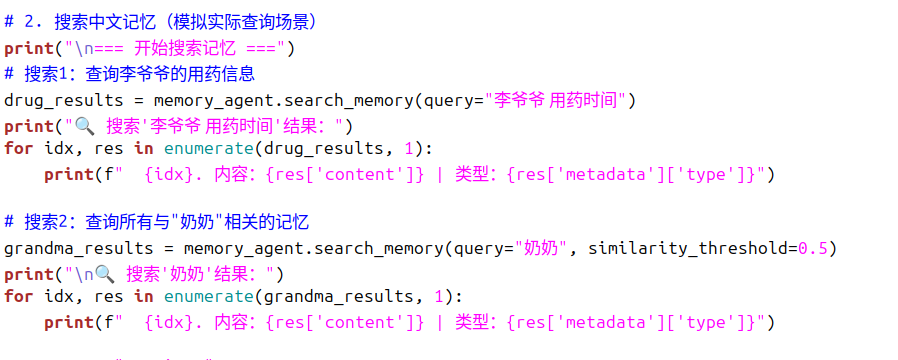 # 2. 搜索中文记忆（模拟实际查询场景）
print("\n=== 开始搜索记忆 ===")
# 搜索1：查询李爷爷的用药信息
drug_results = memory_agent.search_memory(query="李爷爷 用药时间")
print("🔍 搜索'李爷爷 用药时间'结果：")
for idx, res in enumerate(drug_results, 1):
    print(f"  {idx}. 内容：{res['content']} | 类型：{res['metadata']['type']}")

# 搜索2：查询所有与"奶奶"相关的记忆
grandma_results = memory_agent.search_memory(query="奶奶", similarity_threshold=0.5)
print("\n🔍 搜索'奶奶'结果：")
for idx, res in enumerate(grandma_results, 1):
    print(f"  {idx}. 内容：{res['content']} | 类型：{res['metadata']['type']}")